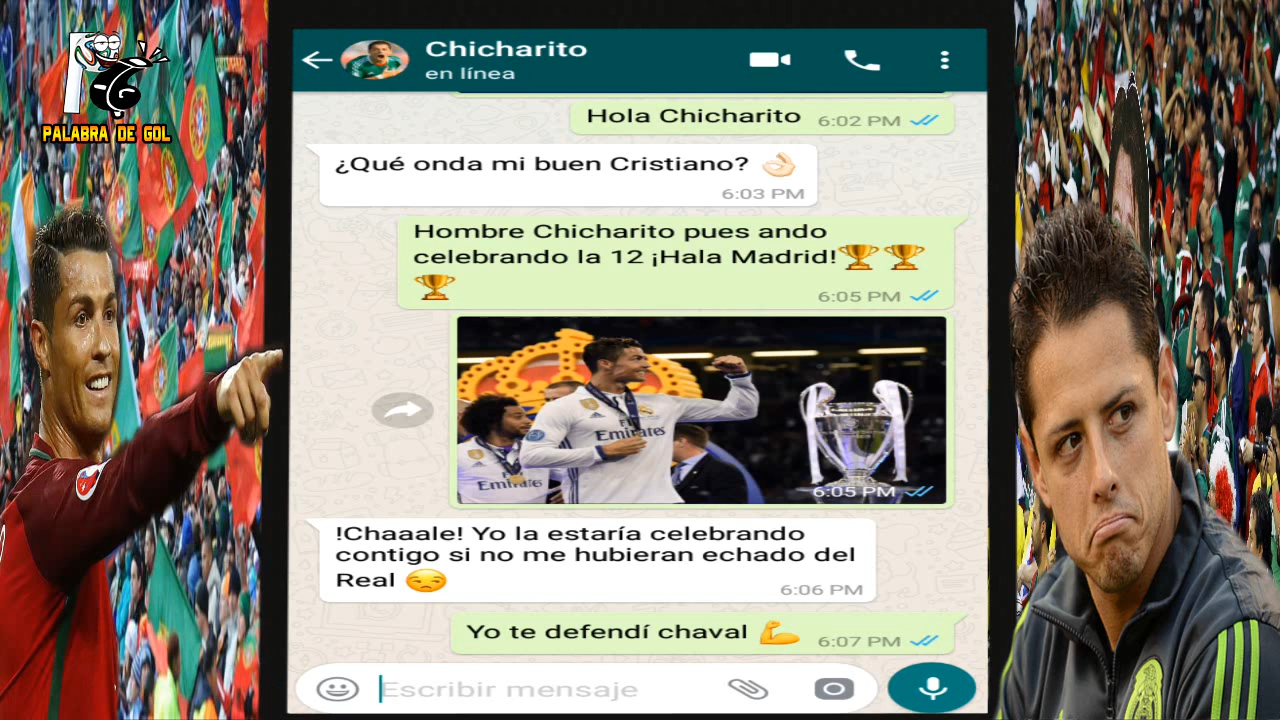 PALABRA DE GOL
Chicharito
en línea
Hola Chicharito 6:02 PM
¿Qué onda mi buen Cristiano? 👌🏻
6:03 PM
Hombre Chicharito pues ando
celebrando la 12 ¡Hala Madrid!🏆🏆
🏆 6:05 PM
Fly
Emirates
Emirates
6:05 PM
!Chaaale! Yo la estaría celebrando
contigo si no me hubieran echado del
Real 😒
6:06 PM
Yo te defendí chaval 💪 6:07 PM
Escribir mensaje